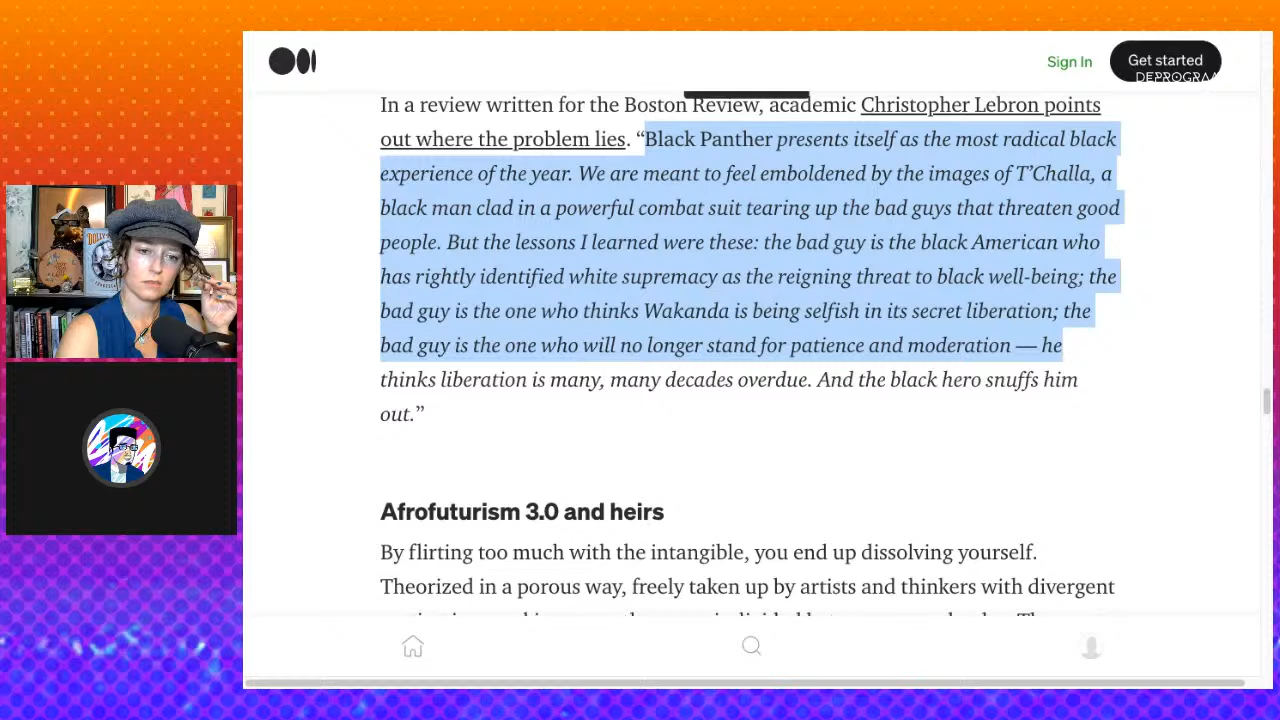 Sign In
Get started
DEPROGRA
In a review written for the Boston Review, academic Christopher Lebron points
out where the problem lies. “Black Panther presents itself as the most radical black
experience of the year. We are meant to feel emboldened by the images of T’Challa, a
black man clad in a powerful combat suit tearing up the bad guys that threaten good
people. But the lessons I learned were these: the bad guy is the black American who
has rightly identified white supremacy as the reigning threat to black well-being; the
bad guy is the one who thinks Wakanda is being selfish in its secret liberation; the
bad guy is the one who will no longer stand for patience and moderation — he
thinks liberation is many, many decades overdue. And the black hero snuffs him
out.”
Afrofuturism 3.0 and heirs
By flirting too much with the intangible, you end up dissolving yourself.
Theorized in a porous way, freely taken up by artists and thinkers with divergent
DOLLY